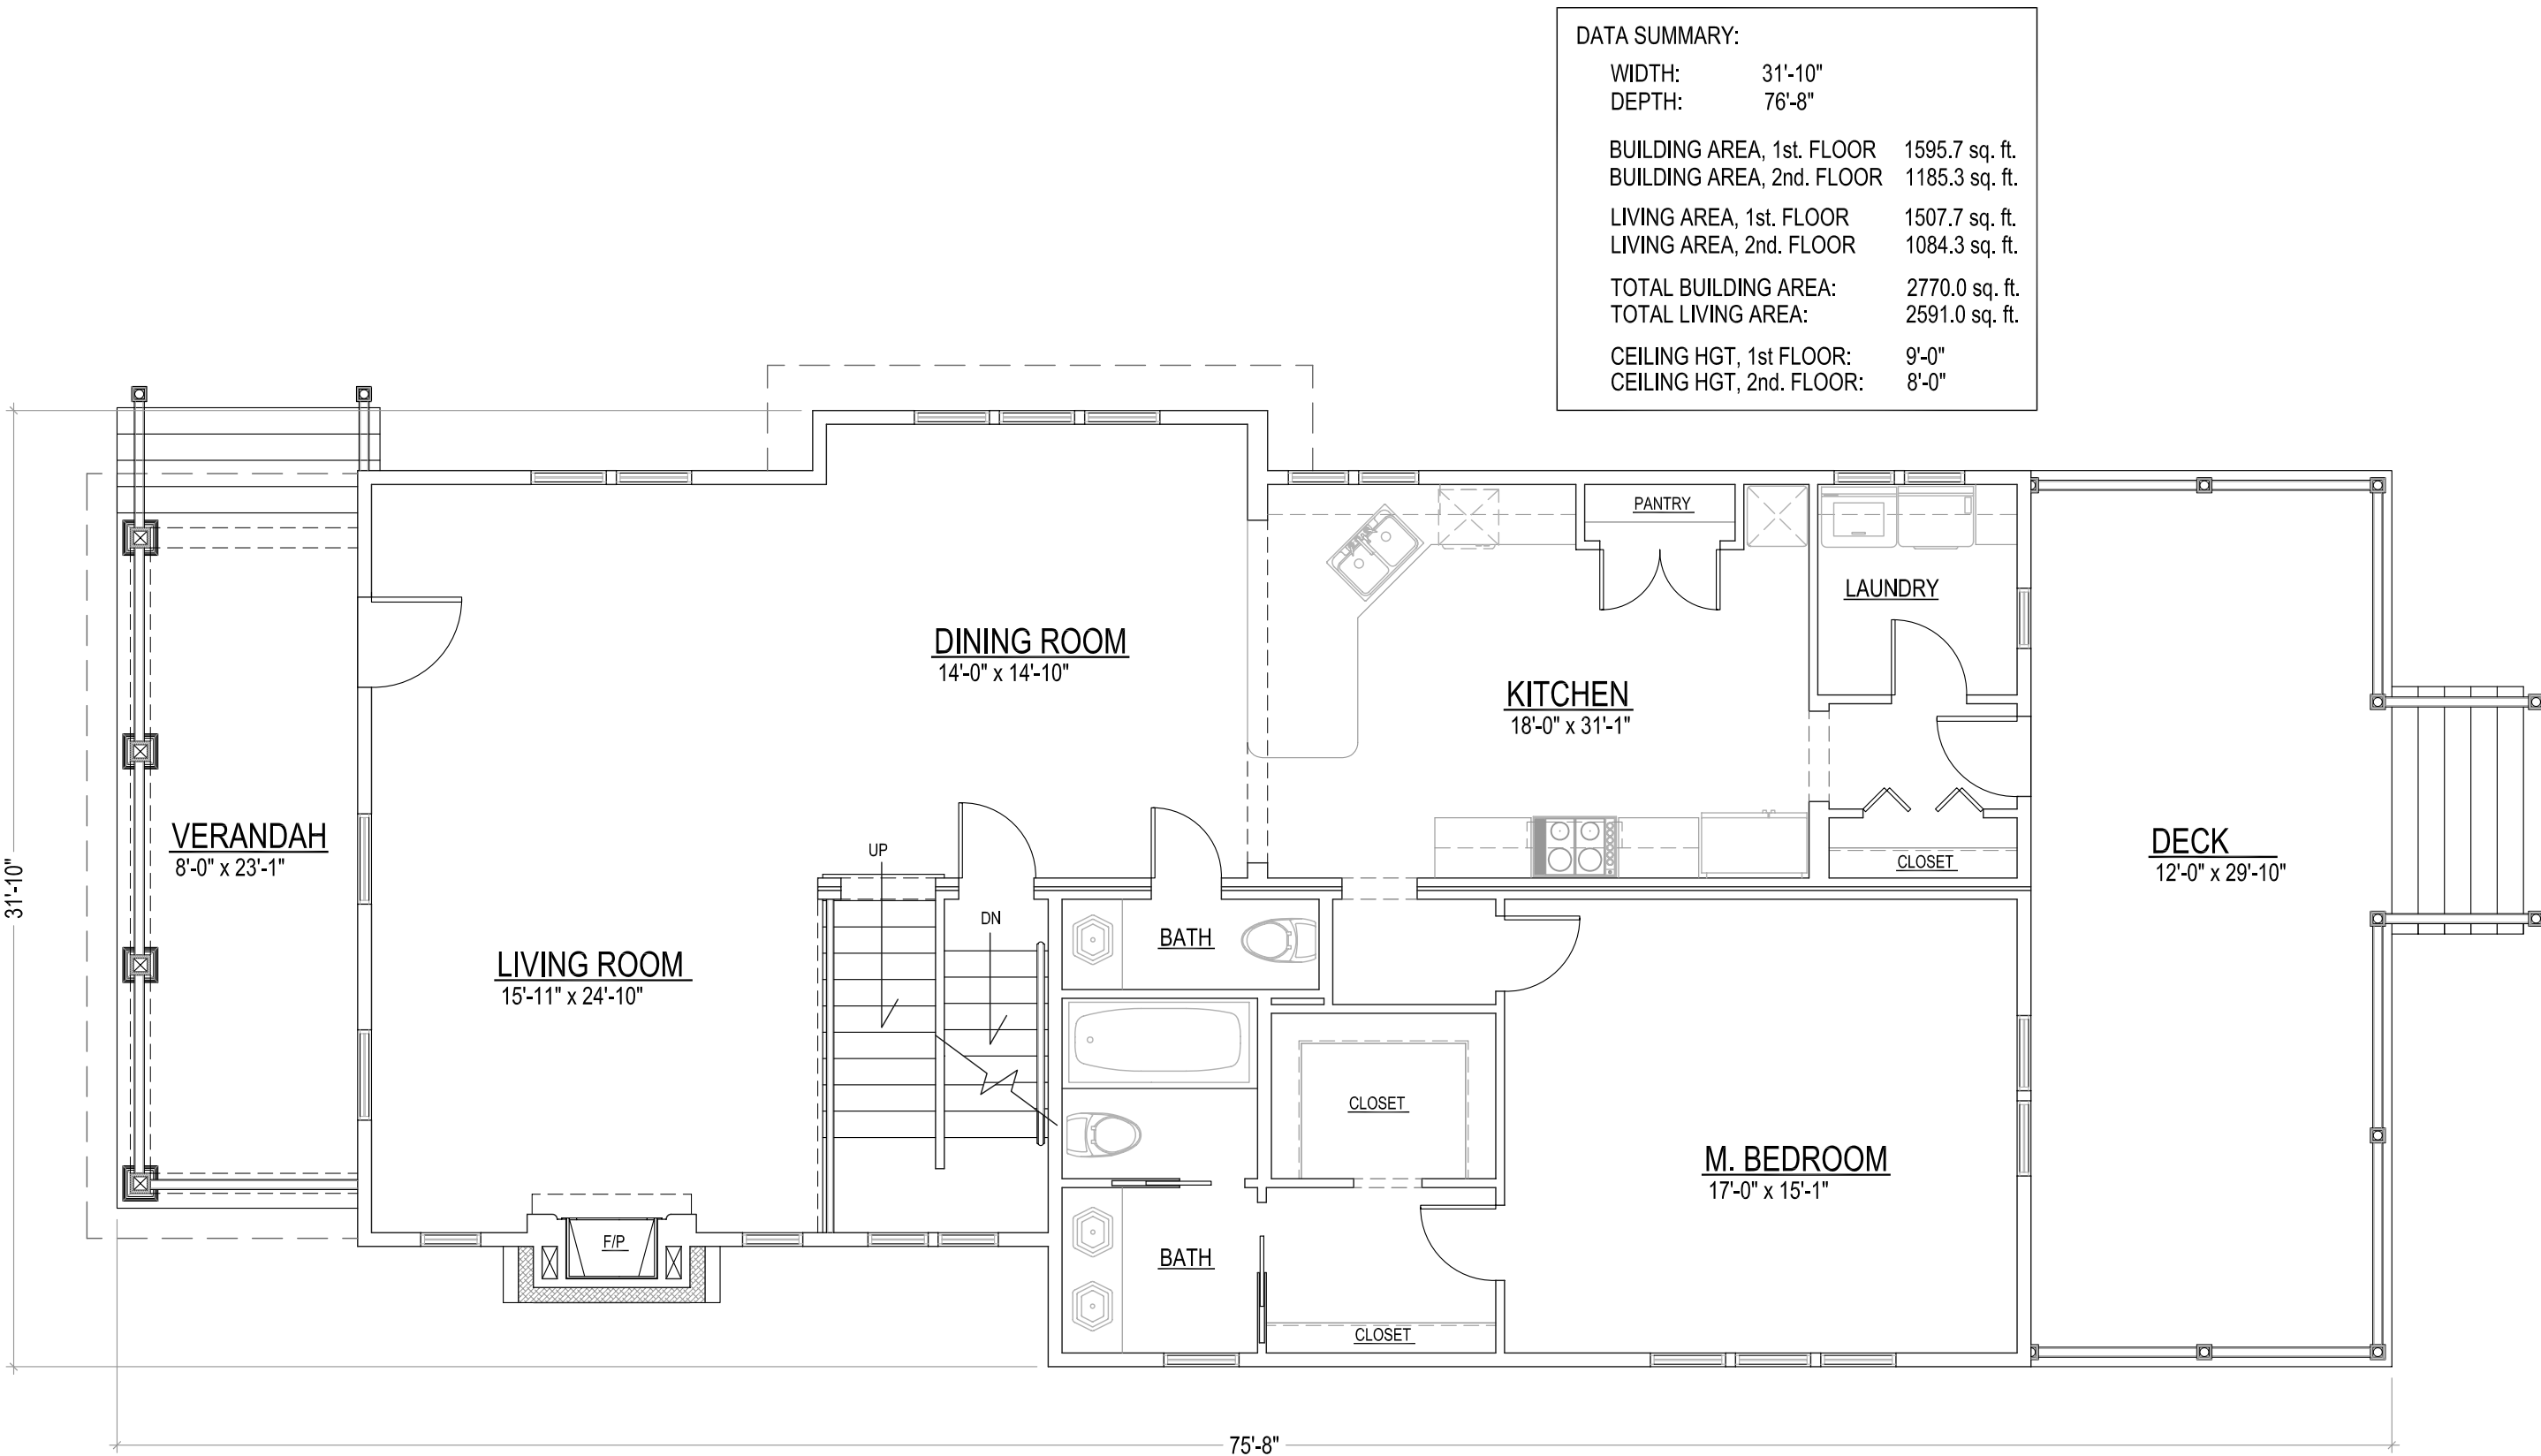 DATA SUMMARY:
WIDTH: 31'-10"
DEPTH: 76'-8"
BUILDING AREA, 1st. FLOOR 1595.7 sq. ft.
BUILDING AREA, 2nd. FLOOR 1185.3 sq. ft.
LIVING AREA, 1st. FLOOR 1507.7 sq. ft.
LIVING AREA, 2nd. FLOOR 1084.3 sq. ft.
TOTAL BUILDING AREA: 2770.0 sq. ft.
TOTAL LIVING AREA: 2591.0 sq. ft.
CEILING HGT, 1st FLOOR: 9'-0"
CEILING HGT, 2nd. FLOOR: 8'-0"
PANTRY
LAUNDRY
DINING ROOM
14'-0" x 14'-10"
KITCHEN
18'-0" x 31'-1"
VERANDAH
8'-0" x 23'-1"
UP
DECK
12'-0" x 29'-10"
CLOSET
31'-10"
DN
BATH
LIVING ROOM
15'-11" x 24'-10"
CLOSET
M. BEDROOM
17'-0" x 15'-1"
F/P
BATH
CLOSET
75'-8"